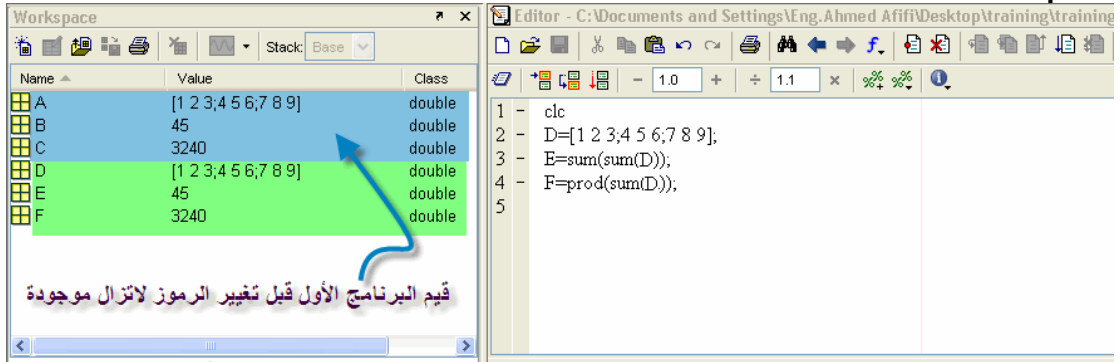 Workspace
Stack: Base
Name Value Class
A [1 2 3;4 5 6;7 8 9] double
B 45 double
C 3240 double
D [1 2 3;4 5 6;7 8 9] double
E 45 double
F 3240 double
قيم البرنامج الأول قبل تغيير الرموز لاتزال موجودة
Editor - C:\Documents and Settings\Eng.Ahmed Afifi\Desktop\training\training
- 1.0 + ÷ 1.1 ×
1 - clc
2 - D=[1 2 3;4 5 6;7 8 9];
3 - E=sum(sum(D));
4 - F=prod(sum(D));
5